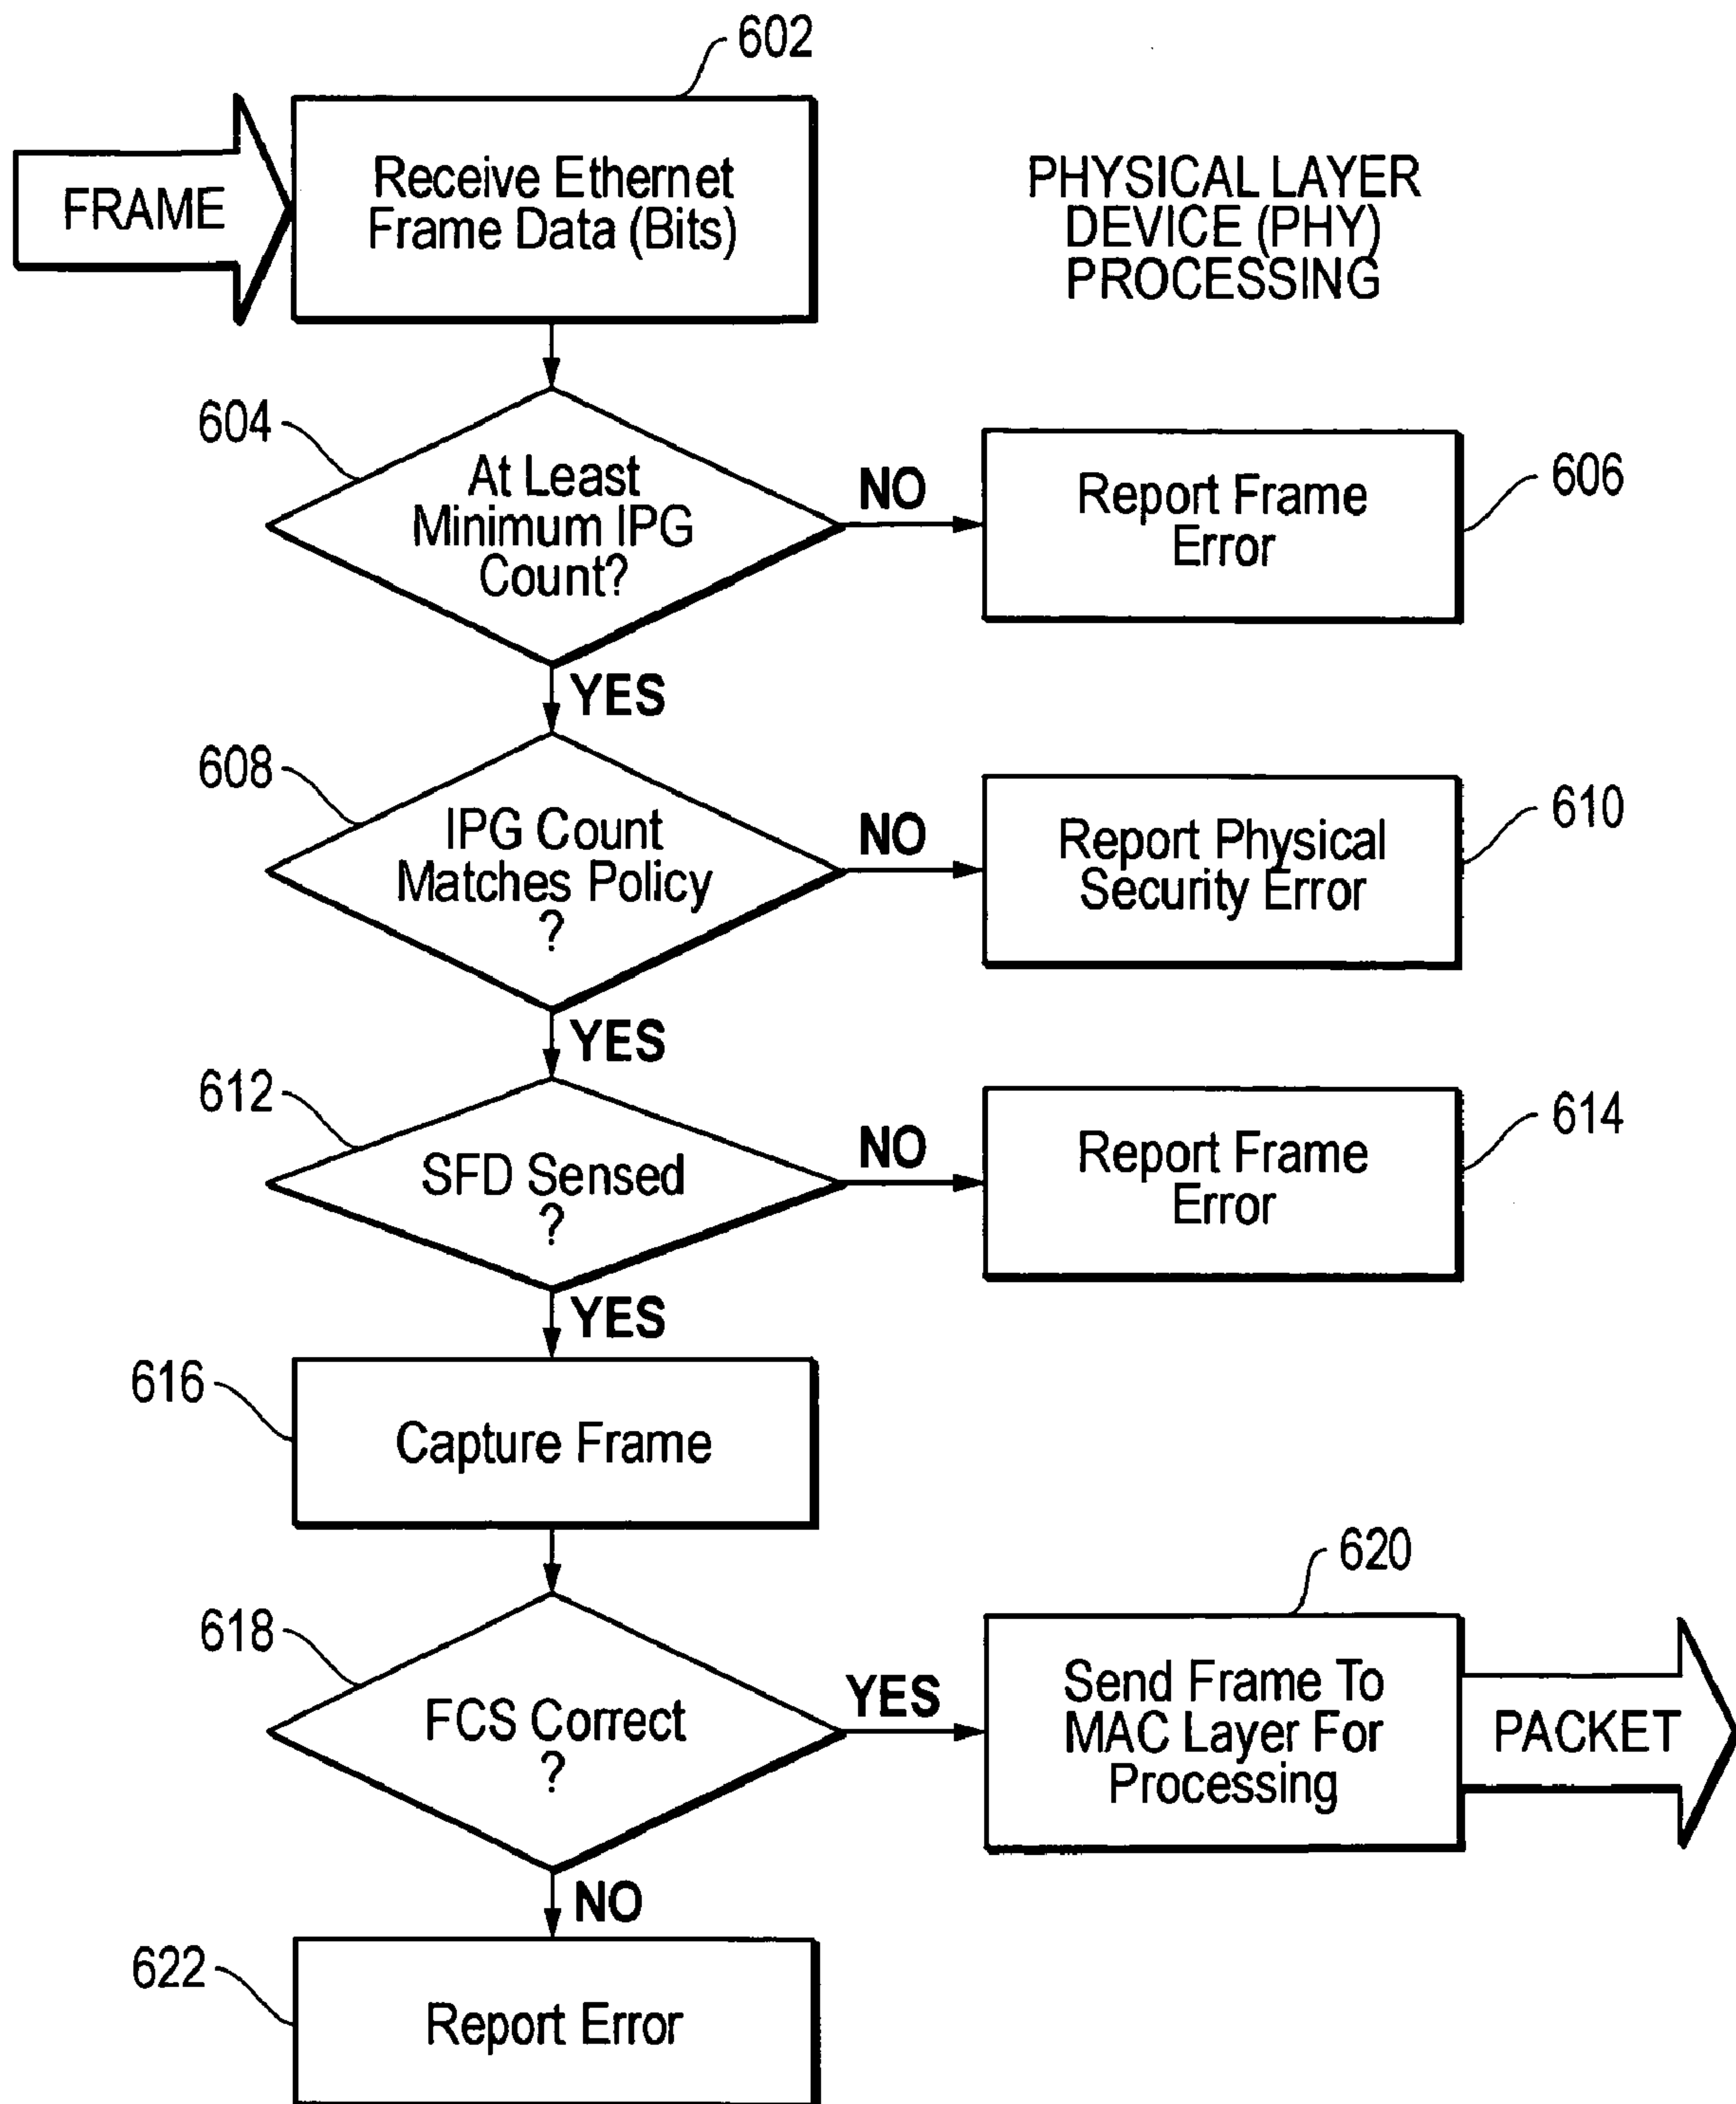 602
FRAME
Receive Ethernet
Frame Data (Bits)
PHYSICAL LAYER
DEVICE (PHY)
PROCESSING
604
At Least
Minimum IPG
Count?
NO
Report Frame
Error
606
YES
608
IPG Count
Matches Policy
?
NO
Report Physical
Security Error
610
YES
612
SFD Sensed
?
NO
Report Frame
Error
614
YES
616
Capture Frame
618
FCS Correct
?
YES
620
Send Frame To
MAC Layer For
Processing
PACKET
NO
622
Report Error